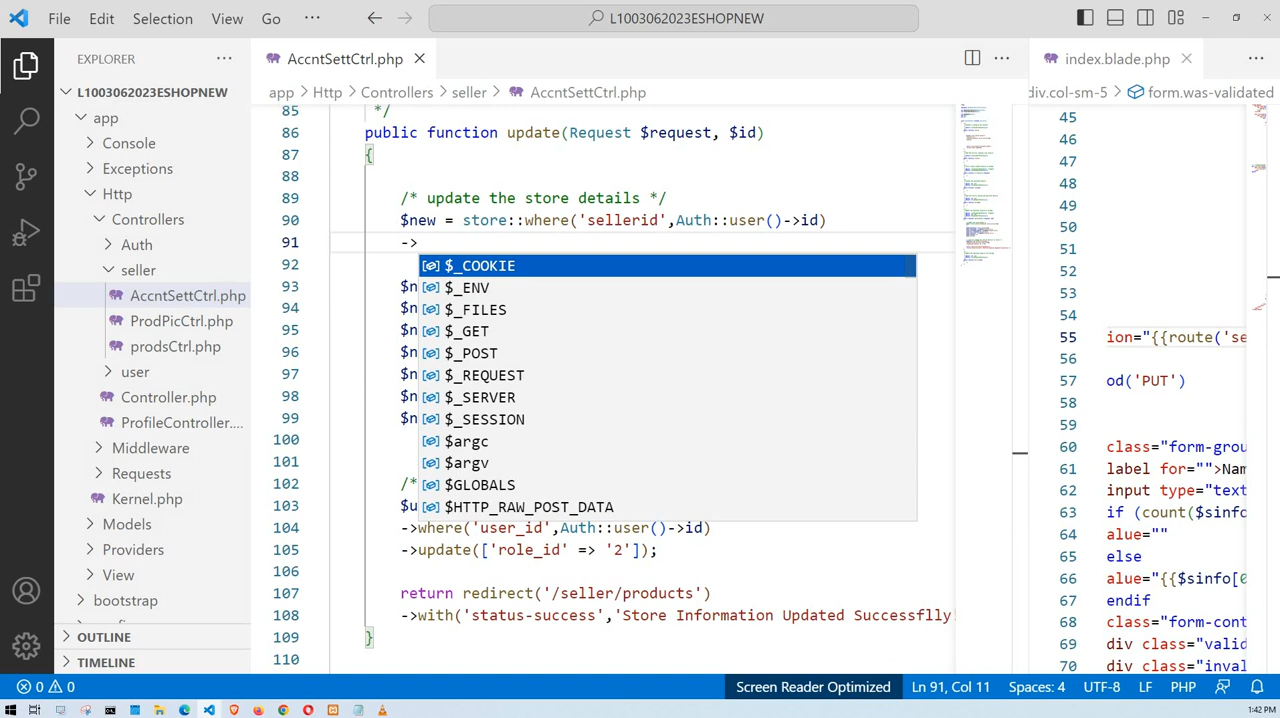 File Edit Selection View Go ··· L1003062023ESHOPNEW
EXPLORER ···
L1003062023ESHOPNEW
app
Console
Exceptions
Http
Controllers
Auth
seller
AccntSettCtrl.php
ProdPicCtrl.php
prodsCtrl.php
user
Controller.php
ProfileController....
Middleware
Requests
Kernel.php
Models
Providers
View
bootstrap
OUTLINE
TIMELINE
AccntSettCtrl.php
app > Http > Controllers > seller > AccntSettCtrl.php
85 */
86 public function update(Request $requests $id)
87 {
88
89 /* update the store details */
90 $new = store::where('sellerid',Auth::user()->id)
91 ->
92
93 $n
94 $n
95 $n
96 $n
97 $n
98 $n
99 $n
100
101
102 /*
103 $u
104 ->where('user_id',Auth::user()->id)
105 ->update(['role_id' => '2']);
106
107 return redirect('/seller/products')
108 ->with('status-success','Store Information Updated Successflly!
109 }
110
$_COOKIE
$_ENV
$_FILES
$_GET
$_POST
$_REQUEST
$_SERVER
$_SESSION
$argc
$argv
$GLOBALS
$HTTP_RAW_POST_DATA
index.blade.php
div.col-sm-5 > form.was-validated
45
46
47
48
49
50
51
52
53
54
55 ion="{{route('se
56
57 od('PUT')
58
59
60 class="form-grou
61 label for="">Nam
62 input type="text
63 if (count($sinfo
64 alue=""
65 else
66 alue="{{$sinfo[0
67 endif
68 class="form-cont
69 div class="valid
70 div class="inval
0 0 Screen Reader Optimized Ln 91, Col 11 Spaces: 4 UTF-8 LF PHP
1:42 PM